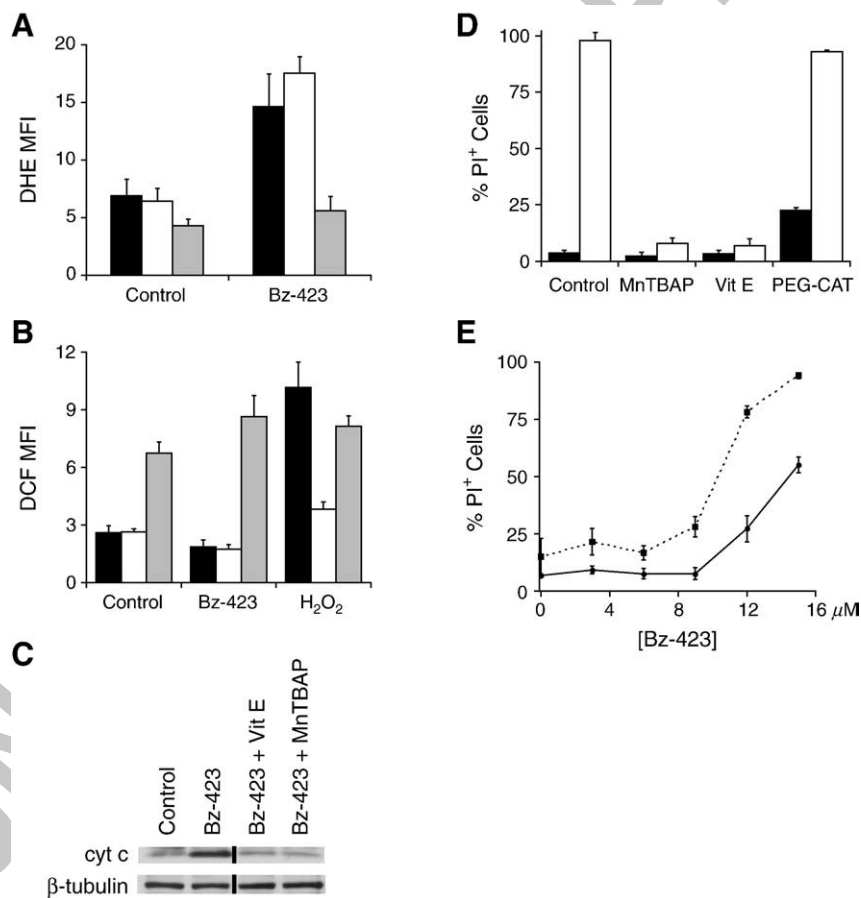 A
20
15
10
5
0
DHE MFI
Control
Bz-423
B
12
9
6
3
0
DCF MFI
Control
Bz-423
H₂O₂
C
Control
Bz-423
Bz-423 + Vit E
Bz-423 + MnTBAP
cyt c
β-tubulin
D
100
75
50
25
0
% PI⁺ Cells
Control
MnTBAP
Vit E
PEG-CAT
E
100
75
50
25
0
% PI⁺ Cells
0
4
8
12
16 μM
[Bz-423]